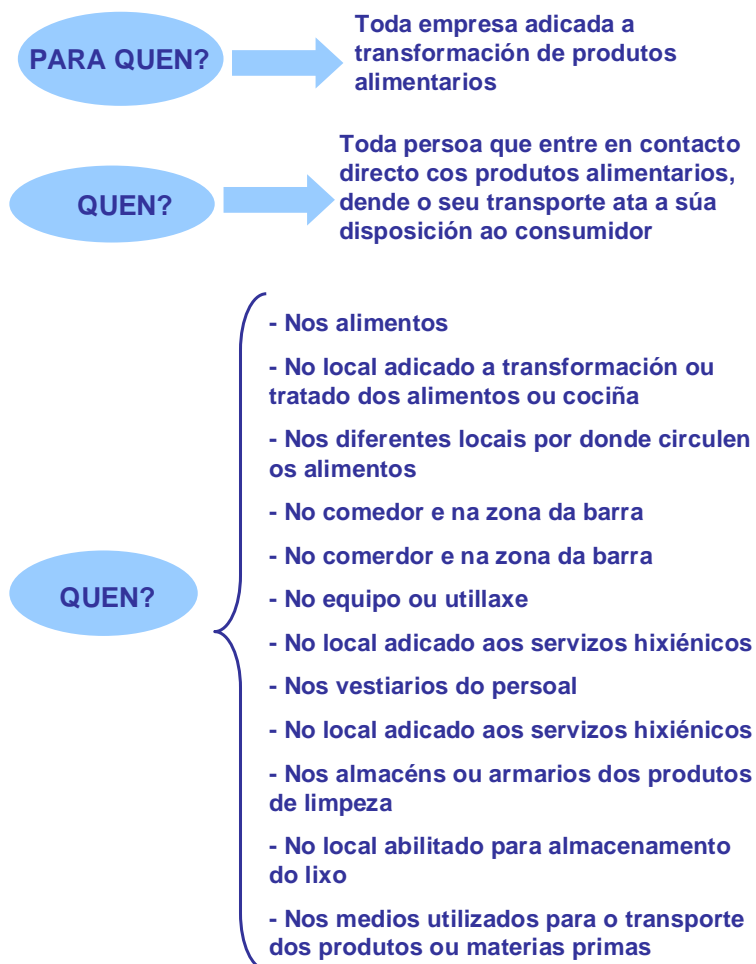 PARA QUEN?
Toda empresa adicada a
transformación de produtos
alimentarios
QUEN?
Toda persoa que entre en contacto
directo cos produtos alimentarios,
dende o seu transporte ata a súa
disposición ao consumidor
QUEN?
- Nos alimentos
- No local adicado a transformación ou
tratado dos alimentos ou cociña
- Nos diferentes locais por donde circulen
os alimentos
- No comedor e na zona da barra
- No comerdor e na zona da barra
- No equipo ou utillaxe
- No local adicado aos servizos hixiénicos
- Nos vestiarios do persoal
- No local adicado aos servizos hixiénicos
- Nos almacéns ou armarios dos produtos
de limpeza
- No local abilitado para almacenamento
do lixo
- Nos medios utilizados para o transporte
dos produtos ou materias primas